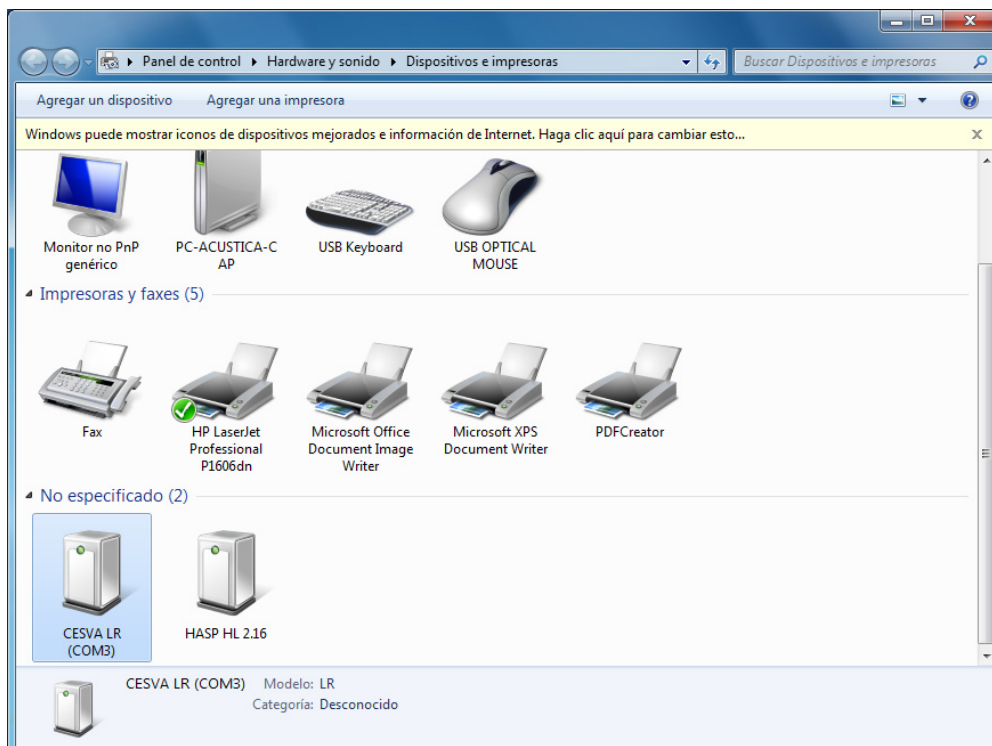 Panel de control ▸ Hardware y sonido ▸ Dispositivos e impresoras
Buscar Dispositivos e impresoras
Agregar un dispositivo Agregar una impresora
Windows puede mostrar iconos de dispositivos mejorados e información de Internet. Haga clic aquí para cambiar esto...
Monitor no PnP
genérico
PC-ACUSTICA-C
AP
USB Keyboard
USB OPTICAL
MOUSE
Impresoras y faxes (5)
Fax
HP LaserJet
Professional
P1606dn
Microsoft Office
Document Image
Writer
Microsoft XPS
Document Writer
PDFCreator
No especificado (2)
CESVA LR
(COM3)
HASP HL 2.16
CESVA LR (COM3) Modelo: LR
Categoría: Desconocido